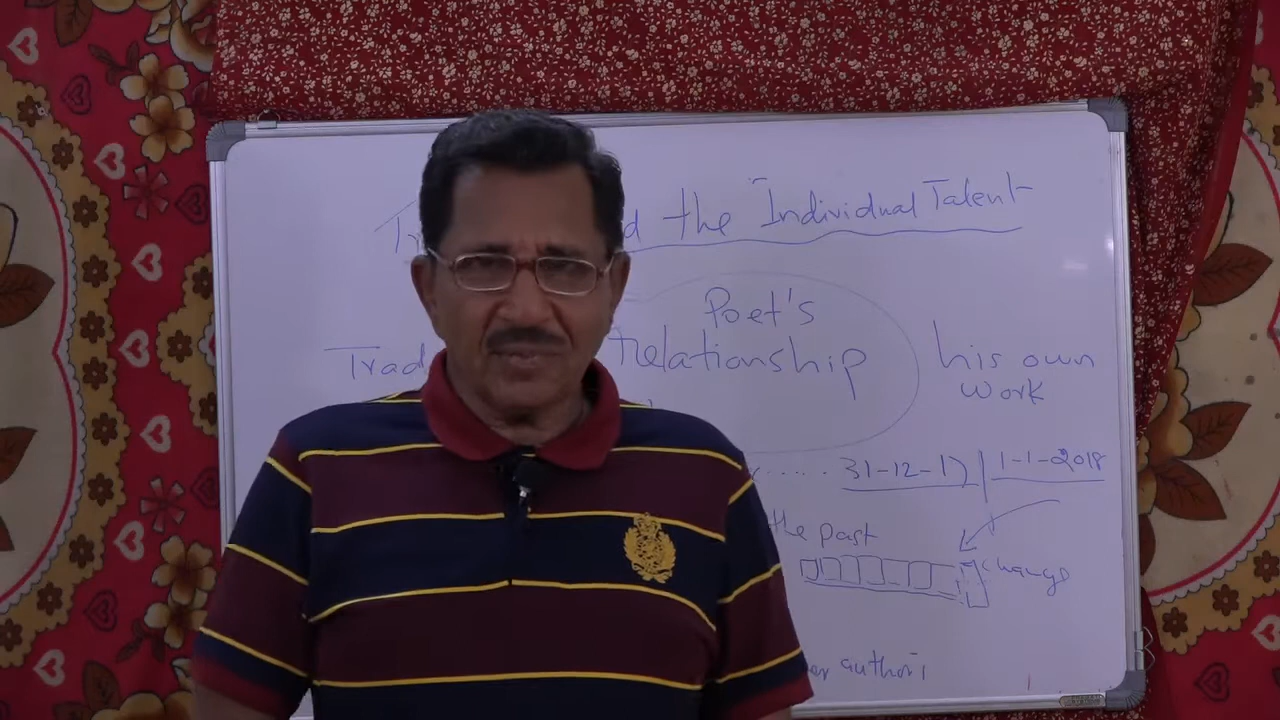 Tr d the "Individual Talent
Poet's
Trad relationship his own
work
..... 31-12-17 | 1-1-2018
the past
change
author